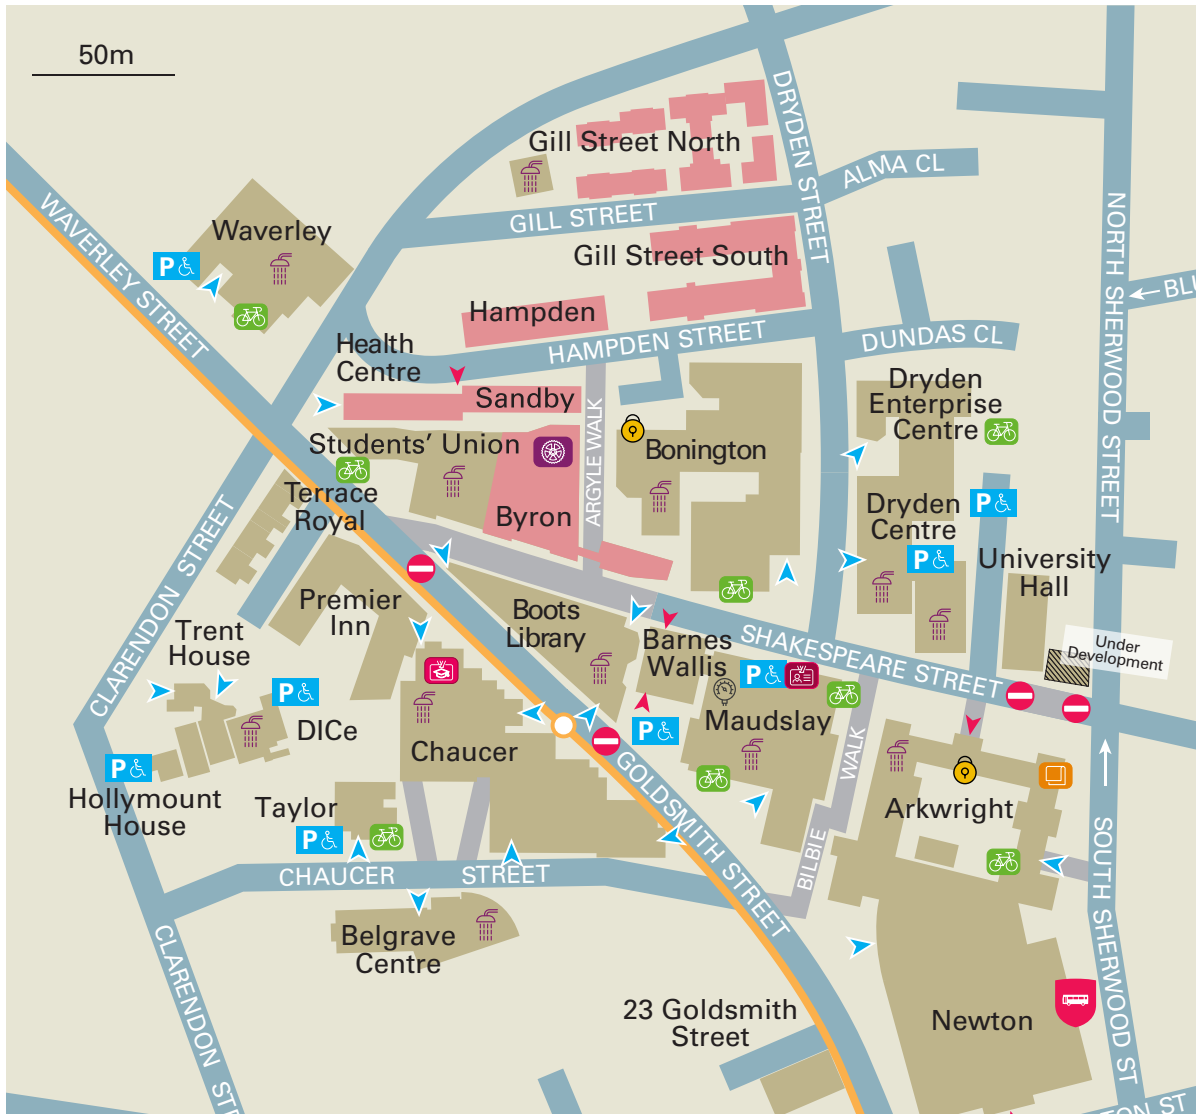 50m
DRYDEN STREET
Gill Street North
ALMA CL
GILL STREET
NORTH SHERWOOD STREET
WAVERLEY STREET
Waverley
P
Gill Street South
Hampden
HAMPDEN STREET
DUNDAS CL
Health
Centre
Sandby
Dryden
Enterprise
Centre
Students' Union
ARGYLE WALK
Bonington
Terrace
Royal
Byron
Dryden
Centre
P
P
University
Hall
CLARENDON STREET
Premier
Inn
Boots
Library
Trent
House
Barnes
Wallis
SHAKESPEARE STREET
Under
Development
P
P
DICe
Maudslay
P
Chaucer
GOLDSMITH STREET
BILBIE
WALK
P
Hollymount
House
Taylor
P
Arkwright
CHAUCER STREET
SOUTH SHERWOOD ST
Belgrave
Centre
CLARENDON
23 Goldsmith
Street
Newton
ST